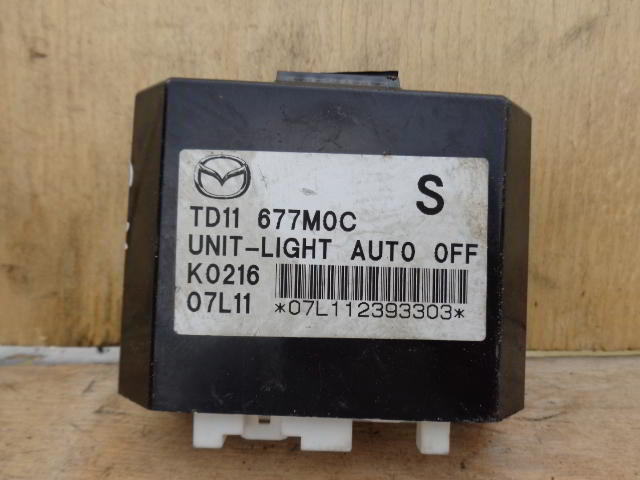 S
TD11 677M0C
UNIT-LIGHT AUTO OFF
K0216
07L11 *07L112393303*